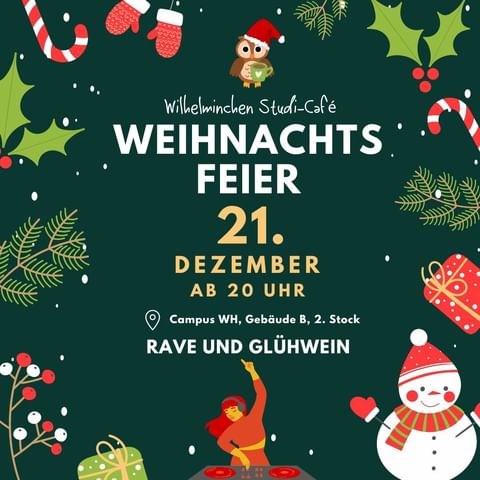 Wilhelminchen Studi-Café
WEIHNACHTS
FEIER
21.
DEZEMBER
AB 20 UHR
Campus WH, Gebäude B, 2. Stock
RAVE UND GLÜHWEIN